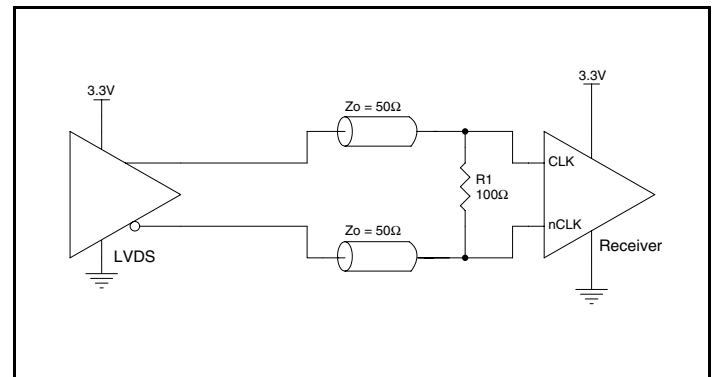 3.3V
3.3V
Zo = 50Ω
CLK
R1
100Ω
Zo = 50Ω
nCLK
Receiver
LVDS